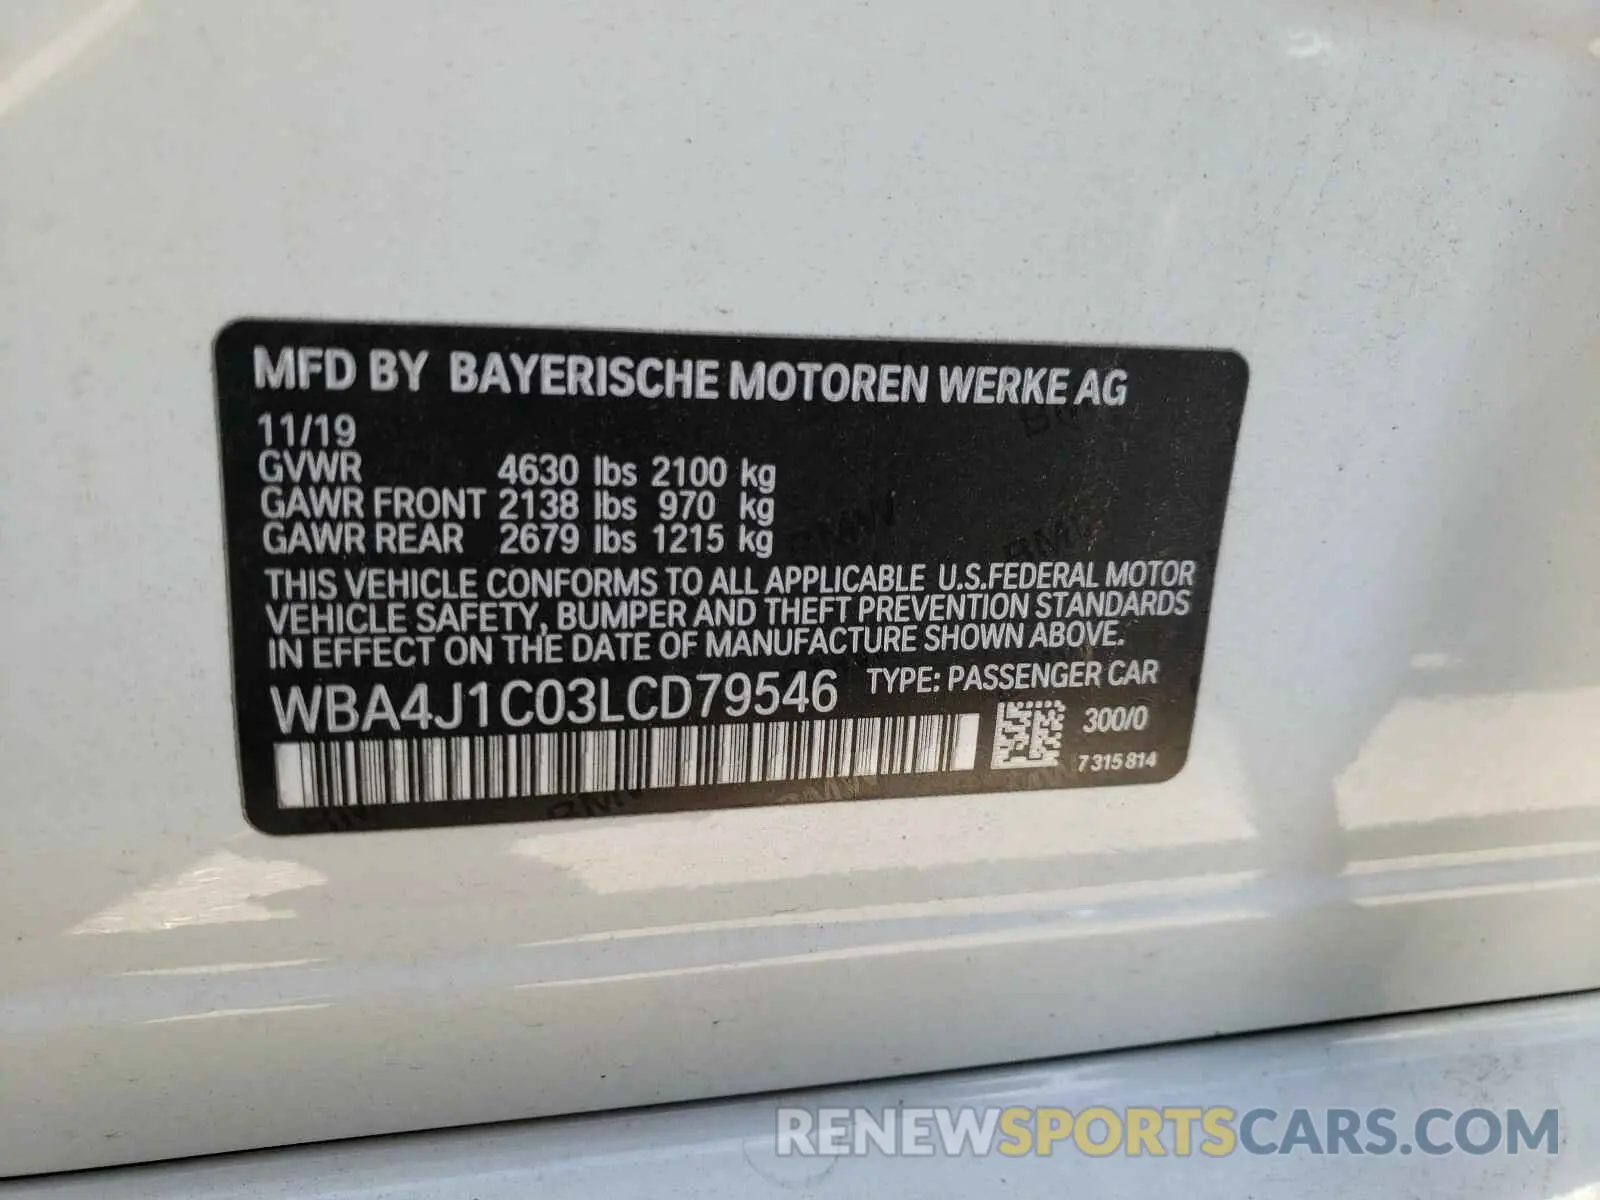 MFD BY BAYERISCHE MOTOREN WERKE AG
11/19
GVWR 4630 lbs 2100 kg
GAWR FRONT 2138 lbs 970 kg
GAWR REAR 2679 lbs 1215 kg
THIS VEHICLE CONFORMS TO ALL APPLICABLE U.S.FEDERAL MOTOR
VEHICLE SAFETY, BUMPER AND THEFT PREVENTION STANDARDS
IN EFFECT ON THE DATE OF MANUFACTURE SHOWN ABOVE.
WBA4J1C03LCD79546 TYPE: PASSENGER CAR
300/0
7 315 814
RENEWSPORTSCARS.COM